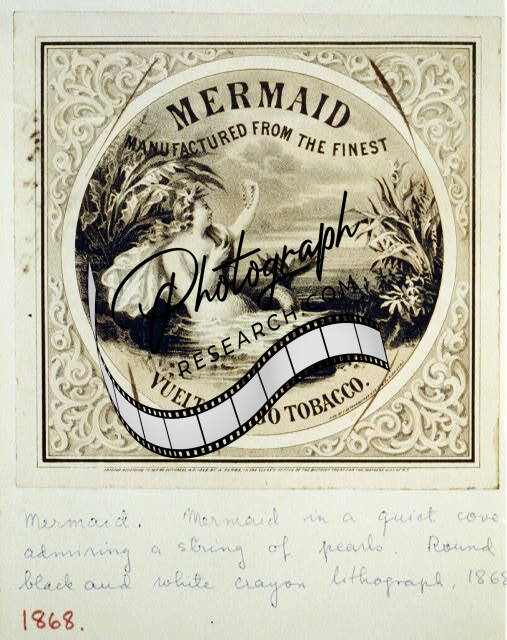 MERMAID
MANUFACTURED FROM THE FINEST
Photograph
RESEARCH.COM
VUELT
O TOBACCO.
Mermaid. Mermaid in a quiet cove
admiring a string of pearls. Round
black and white crayon lithograph, 1868
1868.